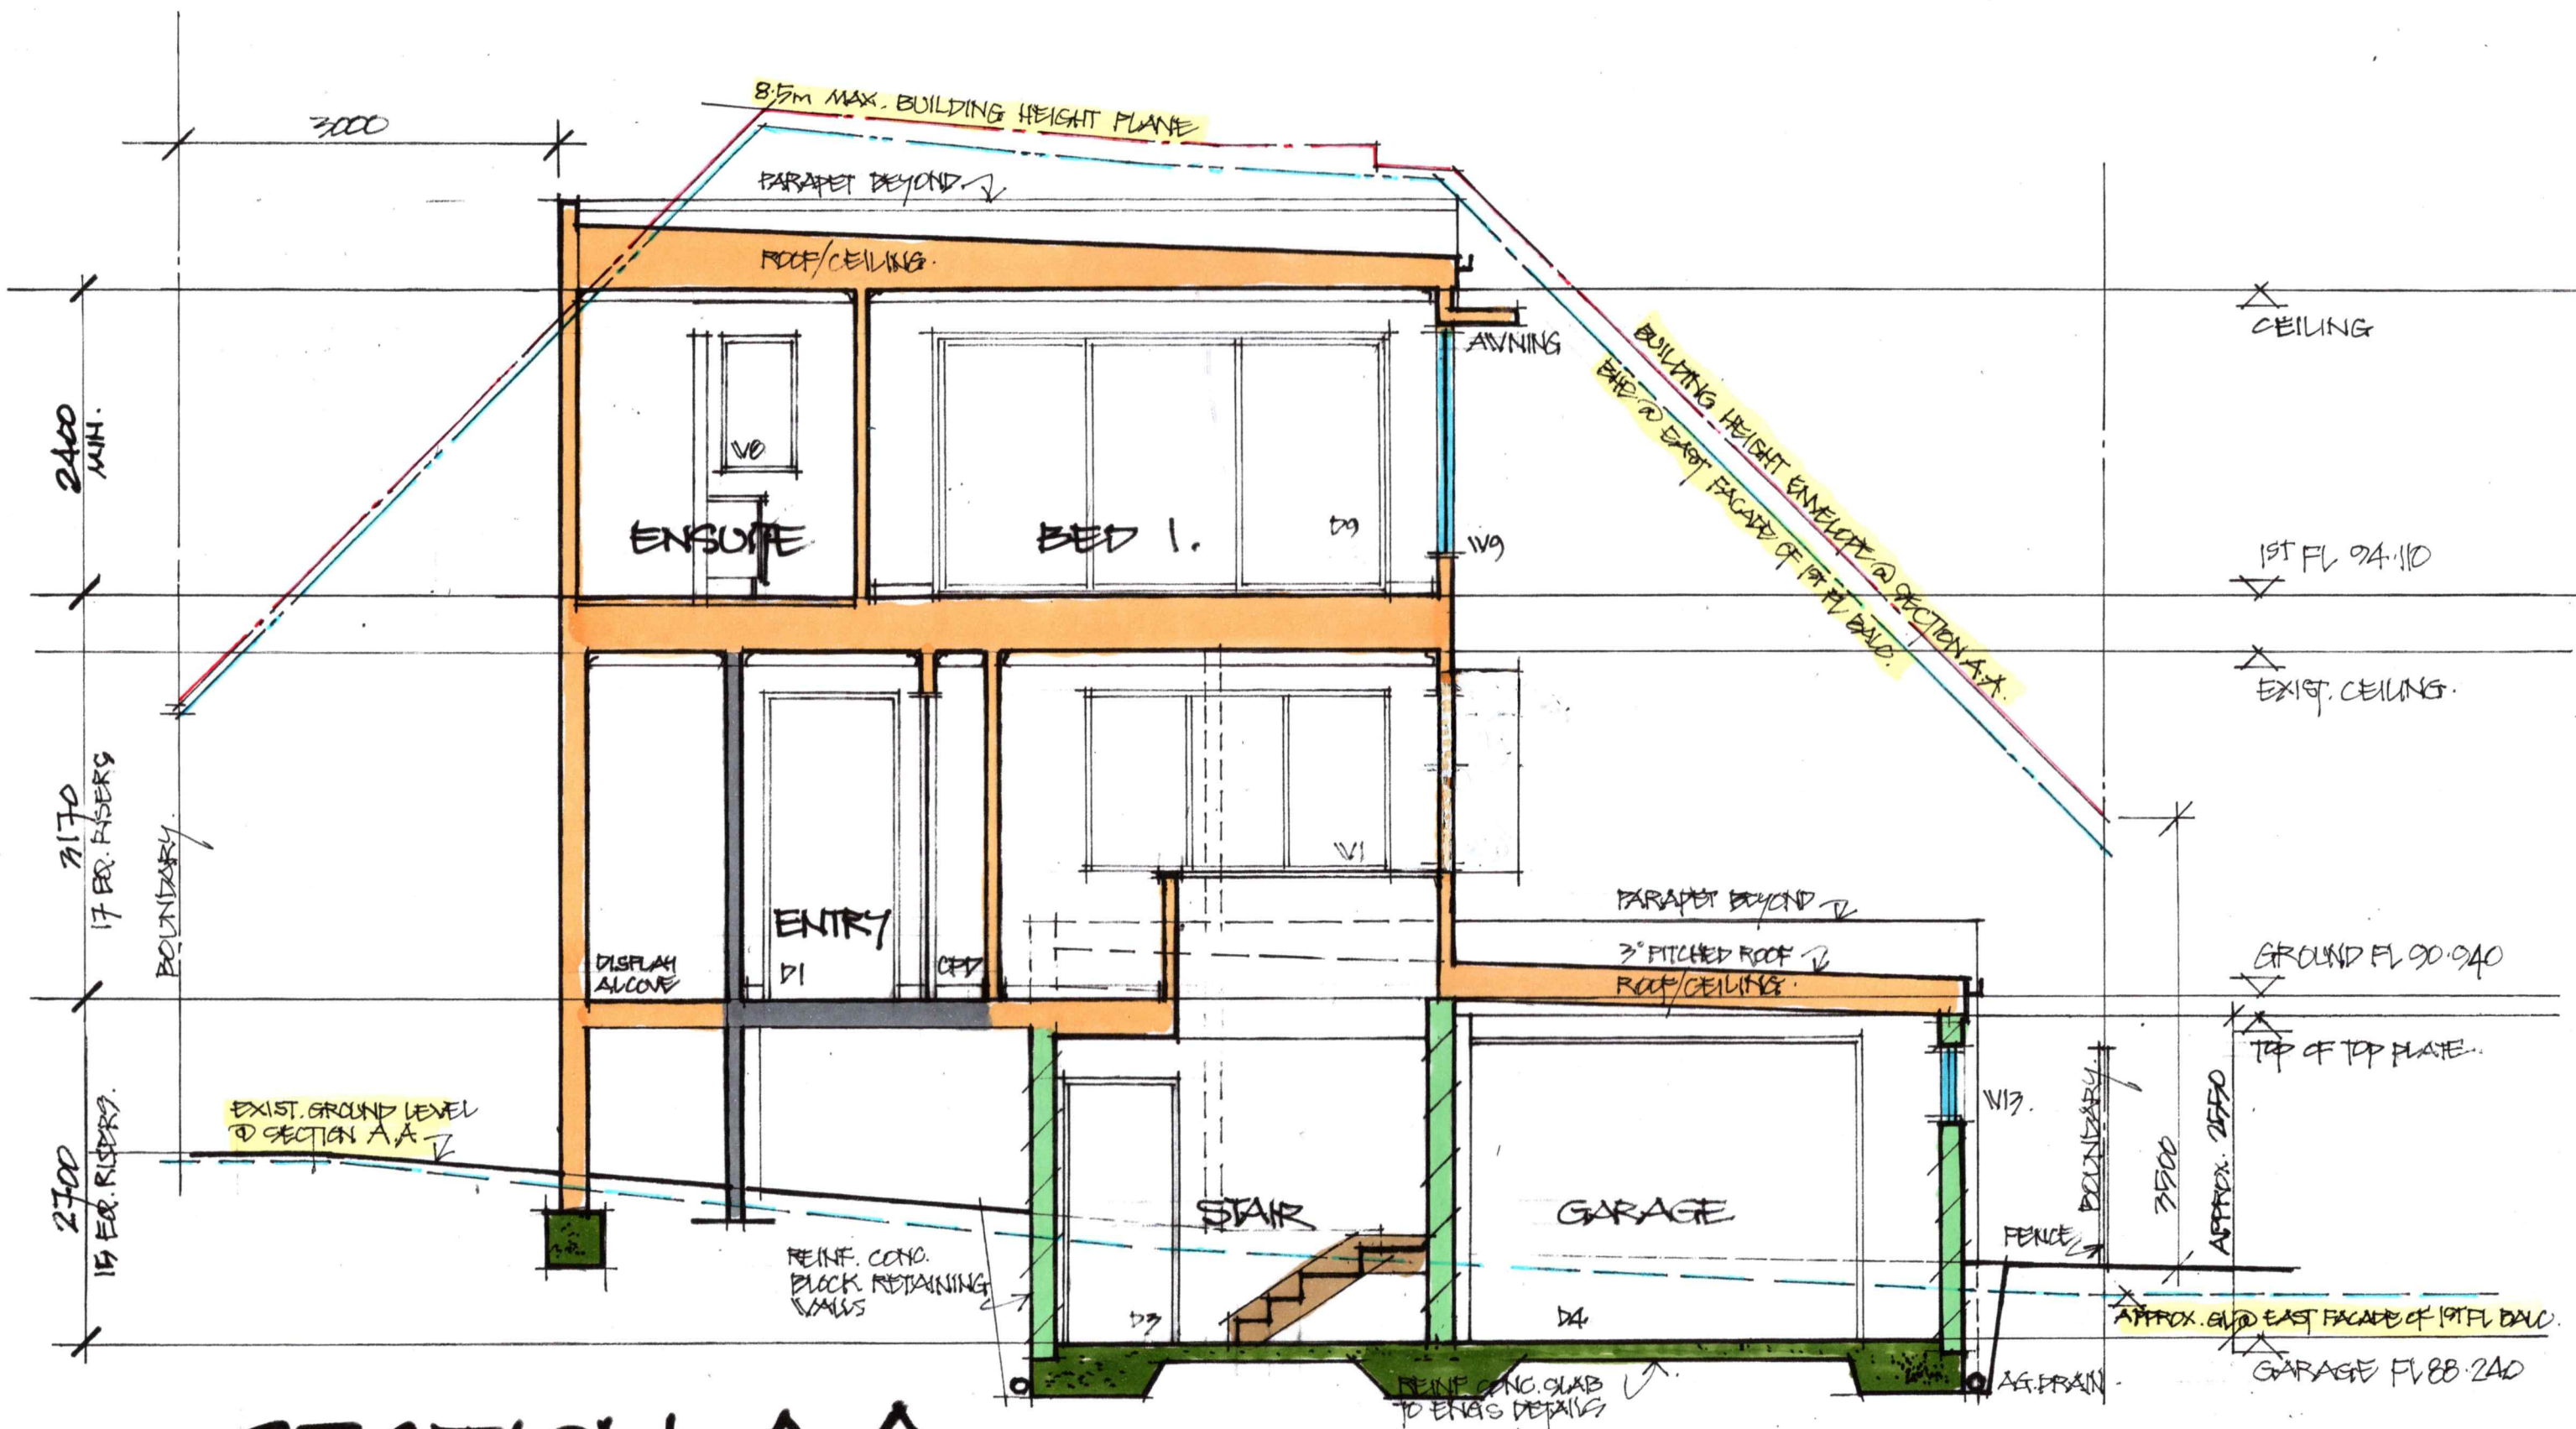 8.5m MAX. BUILDING HEIGHT PLANE
3000
PARAPET BEYOND
ROOF/CEILING.
CEILING
AWNING
BUILDING HEIGHT ENVELOPE @ SECTION A.A.
BHE @ EAST FACADE OF 1ST FL BALC.
2400
MIN.
W8
ENSUITE
BED 1.
D9
W9
1ST FL 94.110
EXIST. CEILING.
3170
17 EQ. RISERS
BOUNDARY.
W1
ENTRY
D1
DISPLAY
ALCOVE
CPD
PARAPET BEYOND
3° PITCHED ROOF
ROOF/CEILING.
GROUND FL 90.940
TOP OF TOP PLATE.
W13.
BOUNDARY.
3500
APPROX. 2550
EXIST. GROUND LEVEL
@ SECTION A.A
2700
15 EQ. RISERS.
STAIR
GARAGE
FENCE
REINF. CONC.
BLOCK RETAINING
WALLS
D3
D4
APPROX. GL @ EAST FACADE OF 1ST FL BALC.
GARAGE FL 88.240
REINF. CONC. SLAB
TO ENG'S DETAILS
AG. DRAIN
SECTION A.A